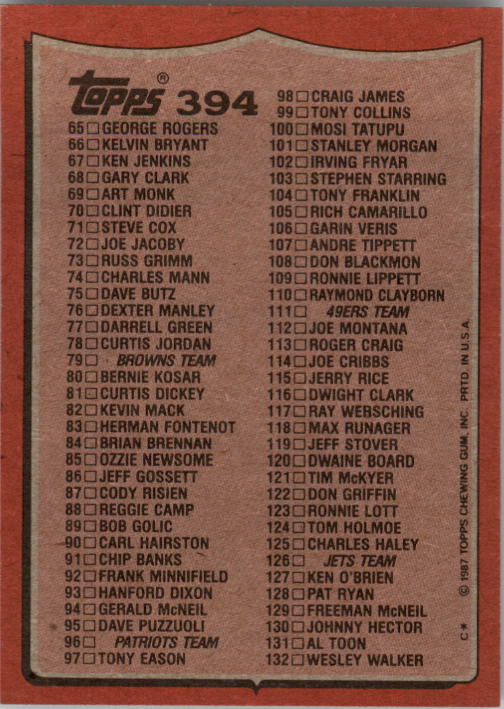 Topps® 394
65 □ GEORGE ROGERS
66 □ KELVIN BRYANT
67 □ KEN JENKINS
68 □ GARY CLARK
69 □ ART MONK
70 □ CLINT DIDIER
71 □ STEVE COX
72 □ JOE JACOBY
73 □ RUSS GRIMM
74 □ CHARLES MANN
75 □ DAVE BUTZ
76 □ DEXTER MANLEY
77 □ DARRELL GREEN
78 □ CURTIS JORDAN
79 □ BROWNS TEAM
80 □ BERNIE KOSAR
81 □ CURTIS DICKEY
82 □ KEVIN MACK
83 □ HERMAN FONTENOT
84 □ BRIAN BRENNAN
85 □ OZZIE NEWSOME
86 □ JEFF GOSSETT
87 □ CODY RISIEN
88 □ REGGIE CAMP
89 □ BOB GOLIC
90 □ CARL HAIRSTON
91 □ CHIP BANKS
92 □ FRANK MINNIFIELD
93 □ HANFORD DIXON
94 □ GERALD McNEIL
95 □ DAVE PUZZUOLI
96 □ PATRIOTS TEAM
97 □ TONY EASON
98 □ CRAIG JAMES
99 □ TONY COLLINS
100 □ MOSI TATUPU
101 □ STANLEY MORGAN
102 □ IRVING FRYAR
103 □ STEPHEN STARRING
104 □ TONY FRANKLIN
105 □ RICH CAMARILLO
106 □ GARIN VERIS
107 □ ANDRE TIPPETT
108 □ DON BLACKMON
109 □ RONNIE LIPPETT
110 □ RAYMOND CLAYBORN
111 □ 49ERS TEAM
112 □ JOE MONTANA
113 □ ROGER CRAIG
114 □ JOE CRIBBS
115 □ JERRY RICE
116 □ DWIGHT CLARK
117 □ RAY WERSCHING
118 □ MAX RUNAGER
119 □ JEFF STOVER
120 □ DWAINE BOARD
121 □ TIM McKYER
122 □ DON GRIFFIN
123 □ RONNIE LOTT
124 □ TOM HOLMOE
125 □ CHARLES HALEY
126 □ JETS TEAM
127 □ KEN O'BRIEN
128 □ PAT RYAN
129 □ FREEMAN McNEIL
130 □ JOHNNY HECTOR
131 □ AL TOON
132 □ WESLEY WALKER
C* © 1987 TOPPS CHEWING GUM, INC. PRTD. IN U.S.A.